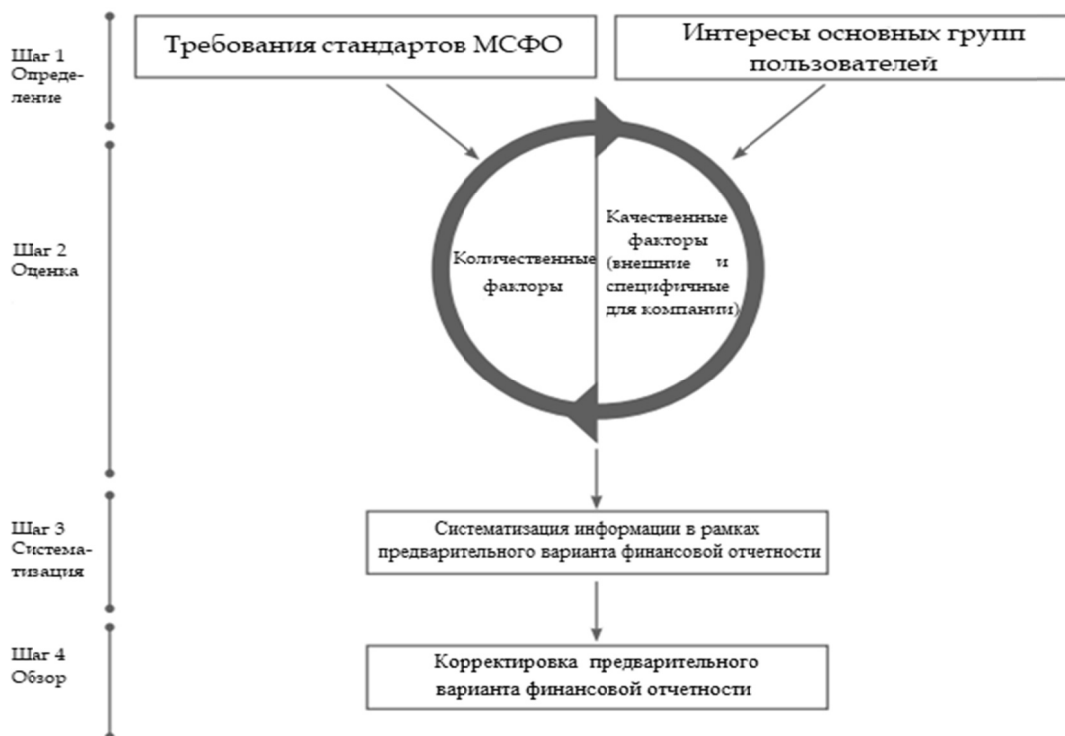 Шаг 1
Опреде-
ление
Требования стандартов МСФО
Интересы основных групп
пользователей
Шаг 2
Оценка
Количественные
факторы
Качественные
факторы
(внешние и
специфичные
для компании)
Шаг 3
Система-
тизация
Систематизация информации в рамках
предварительного варианта финансовой отчетности
Шаг 4
Обзор
Корректировка предварительного
варианта финансовой отчетности